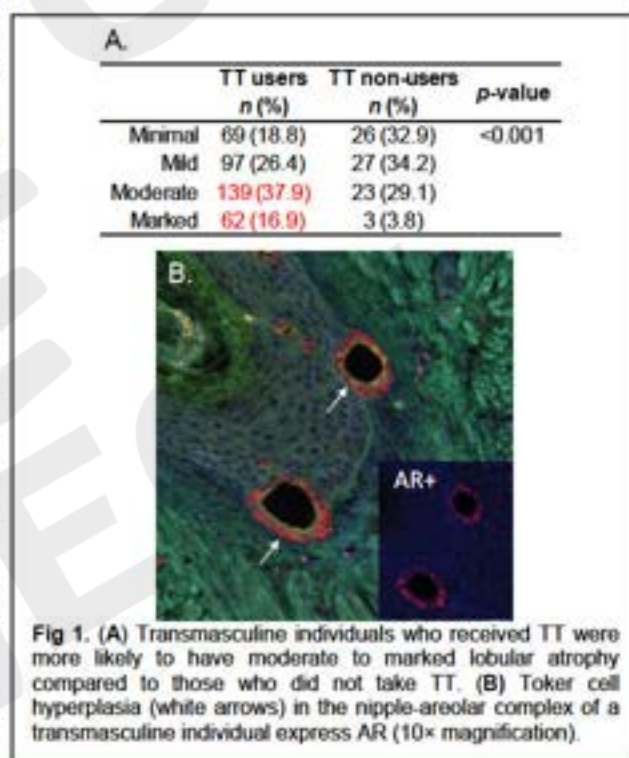 A.
TT users TT non-users p-value
n (%) n (%)
Minimal 69 (18.8) 26 (32.9) <0.001
Mild 97 (26.4) 27 (34.2)
Moderate 139 (37.9) 23 (29.1)
Marked 62 (16.9) 3 (3.8)
B.
AR+
Fig 1. (A) Transmasculine individuals who received TT were
more likely to have moderate to marked lobular atrophy
compared to those who did not take TT. (B) Toker cell
hyperplasia (white arrows) in the nipple-areolar complex of a
transmasculine individual express AR (10× magnification).